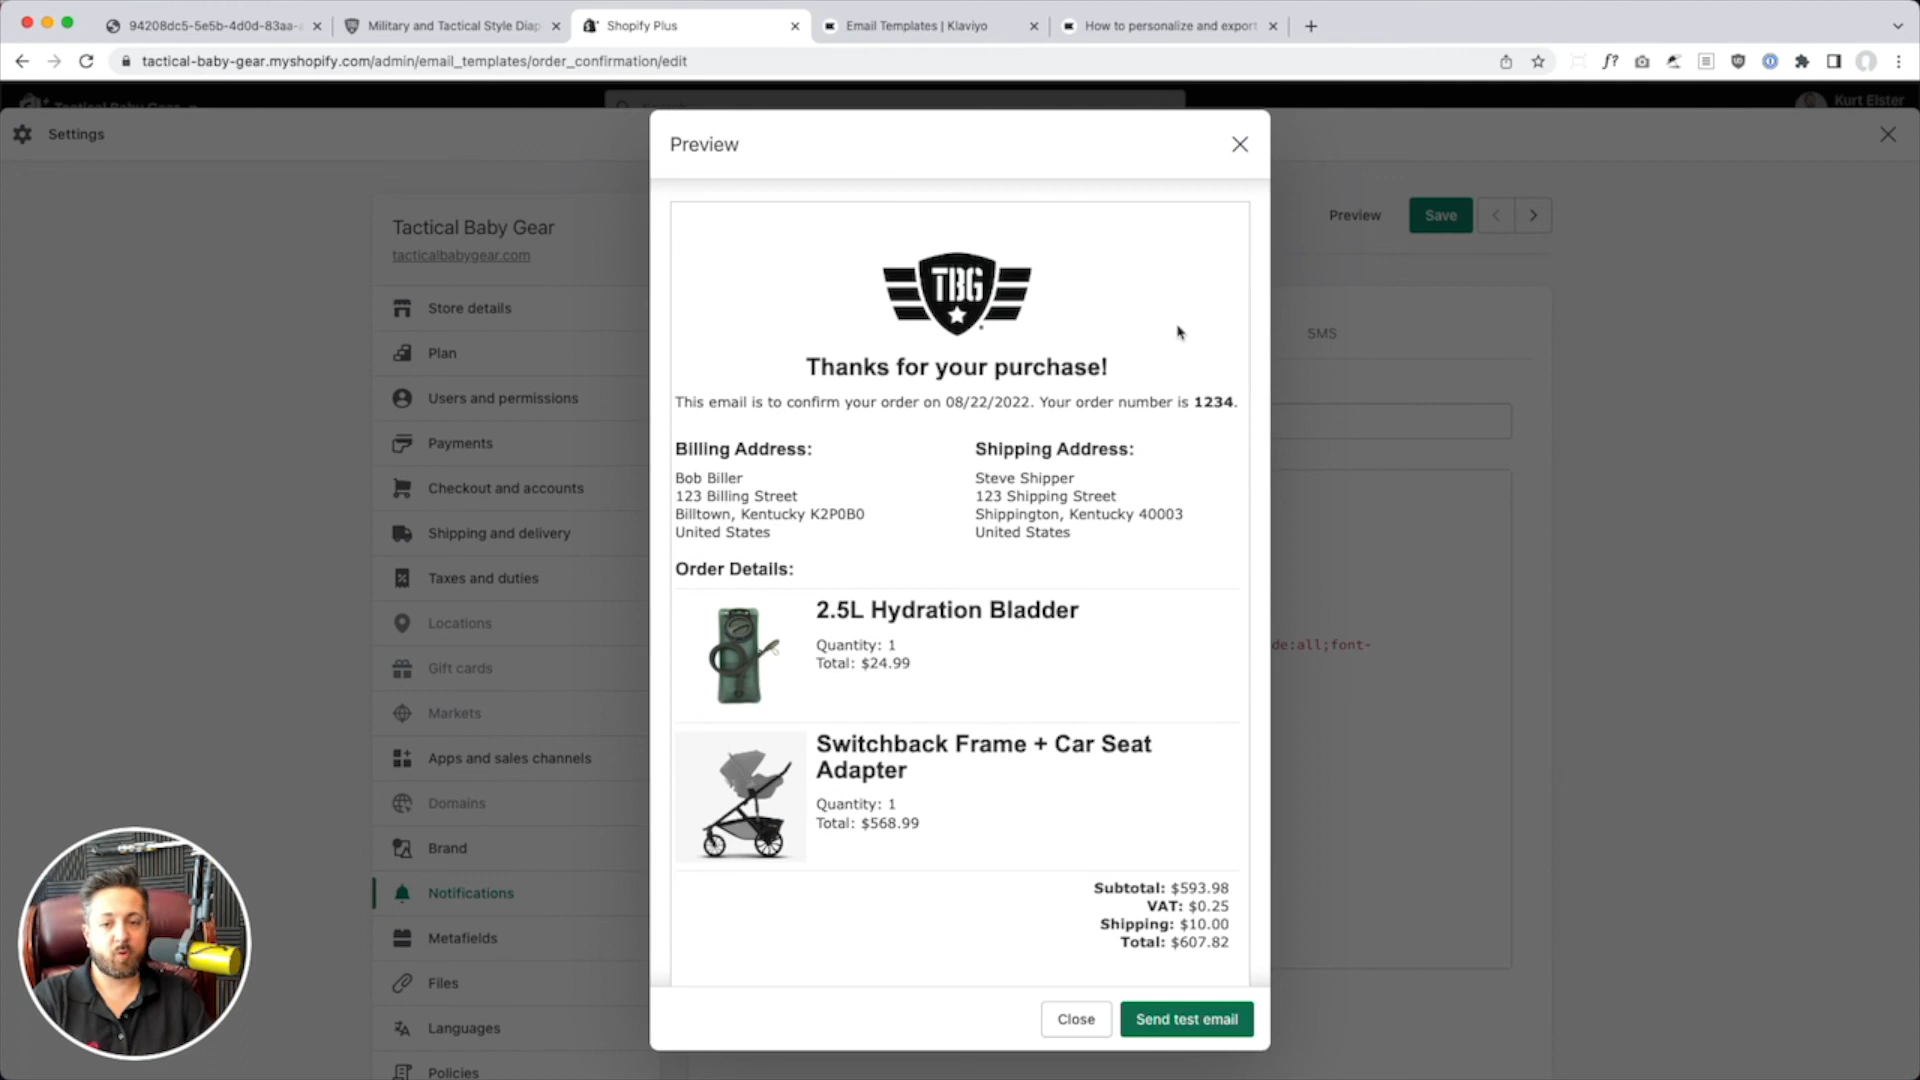 94208dc5-5e5b-4d0d-83aa-a
Military and Tactical Style Diap
Shopify Plus
Email Templates | Klaviyo
How to personalize and export
tactical-baby-gear.myshopify.com/admin/email_templates/order_confirmation/edit
Kurt Elster
Settings
Preview
Tactical Baby Gear
tacticalbabygear.com
Preview
Save
Store details
Plan
Users and permissions
Payments
Checkout and accounts
Shipping and delivery
Taxes and duties
Locations
Gift cards
Markets
Apps and sales channels
Domains
Brand
Notifications
Metafields
Files
Languages
Policies
TBG
Thanks for your purchase!
This email is to confirm your order on 08/22/2022. Your order number is 1234.
Billing Address:
Bob Biller
123 Billing Street
Billtown, Kentucky K2P0B0
United States
Shipping Address:
Steve Shipper
123 Shipping Street
Shippington, Kentucky 40003
United States
Order Details:
2.5L Hydration Bladder
Quantity: 1
Total: $24.99
Switchback Frame + Car Seat
Adapter
Quantity: 1
Total: $568.99
Subtotal: $593.98
VAT: $0.25
Shipping: $10.00
Total: $607.82
Close
Send test email
SMS
de:all;font-